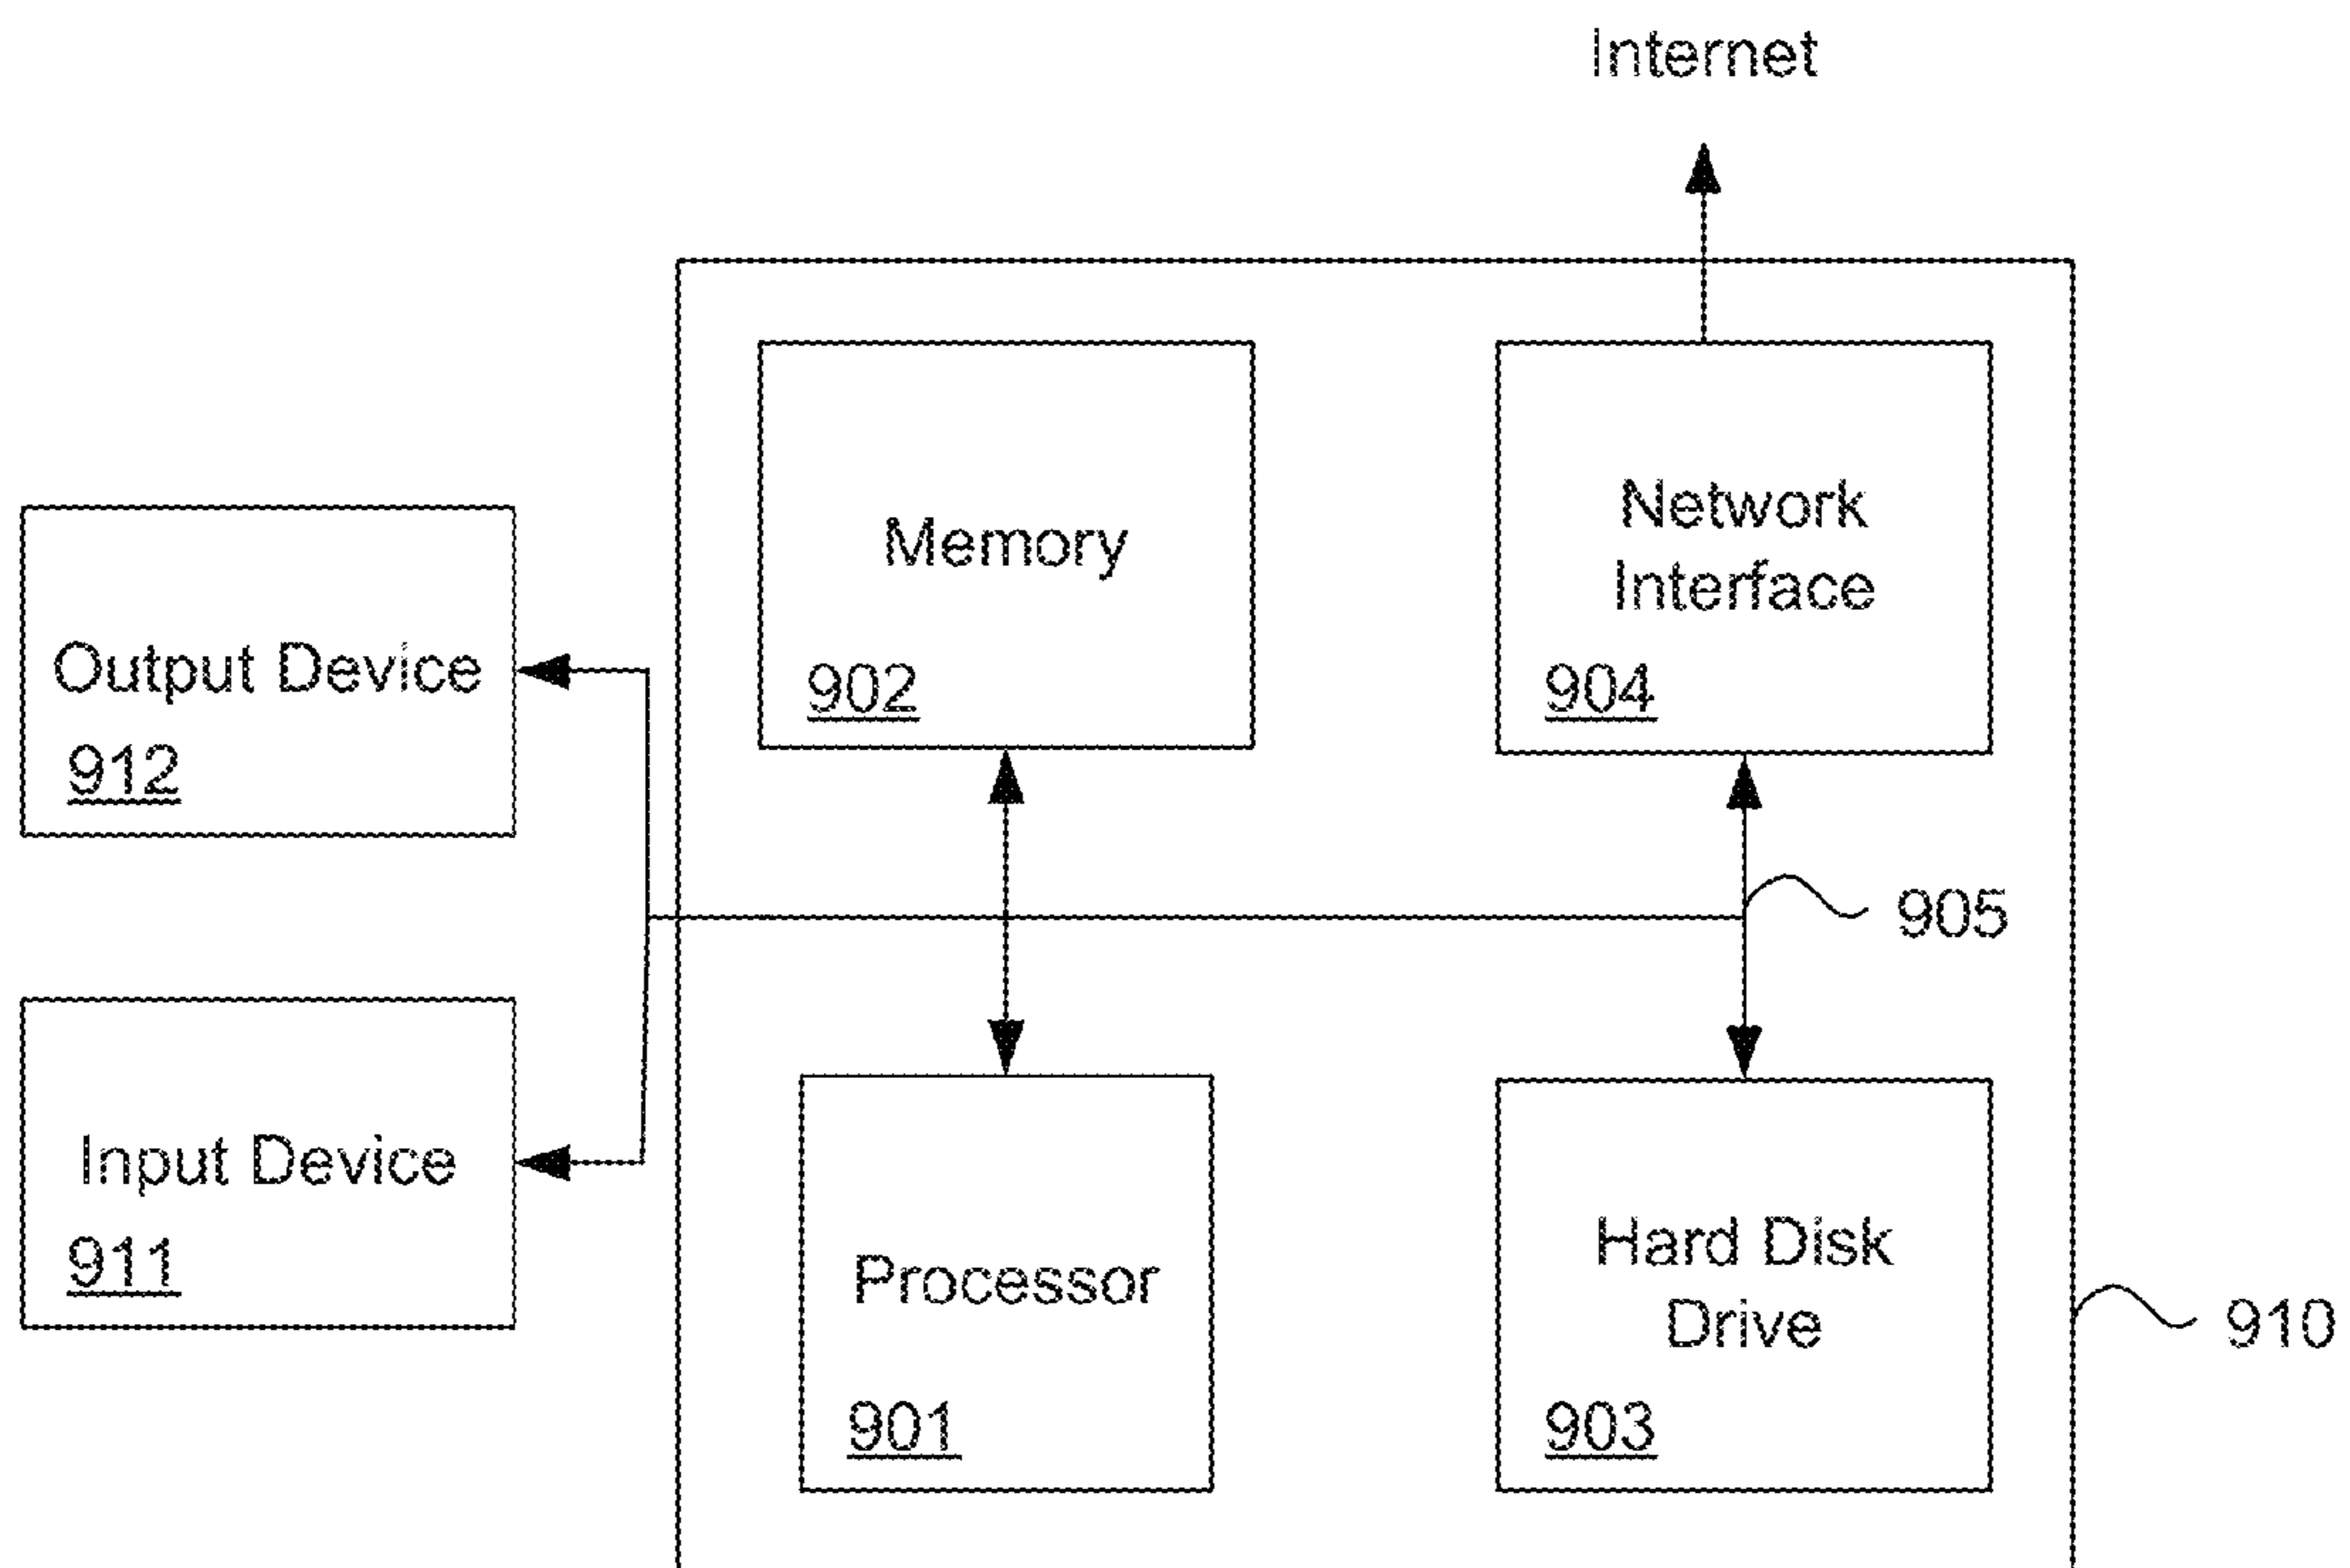 Internet
Memory
902
Network
Interface
904
Output Device
912
905
Input Device
911
Processor
901
Hard Disk
Drive
903
910